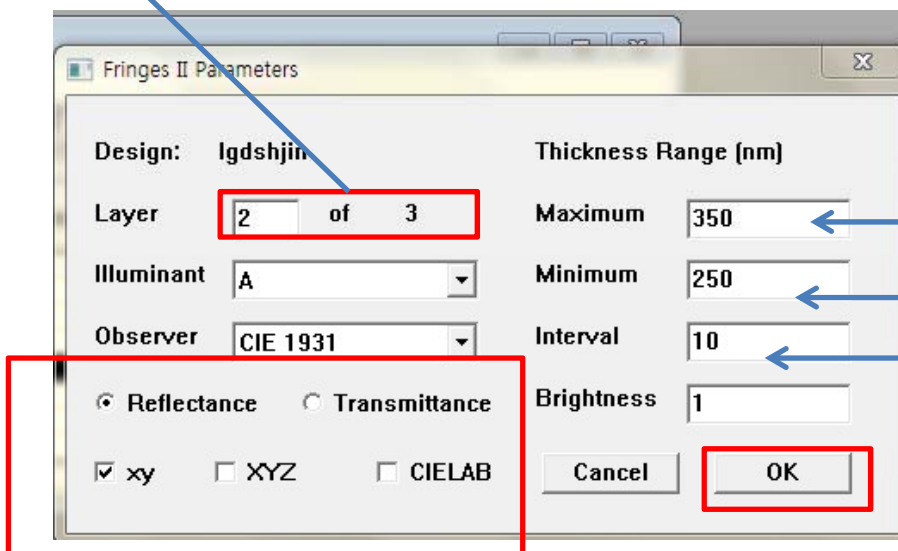 Fringes II Parameters
Design: lgdshjin
Thickness Range (nm)
Layer 2 of 3
Maximum 350
Illuminant A
Minimum 250
Observer CIE 1931
Interval 10
Reflectance Transmittance
Brightness 1
xy XYZ CIELAB
Cancel OK